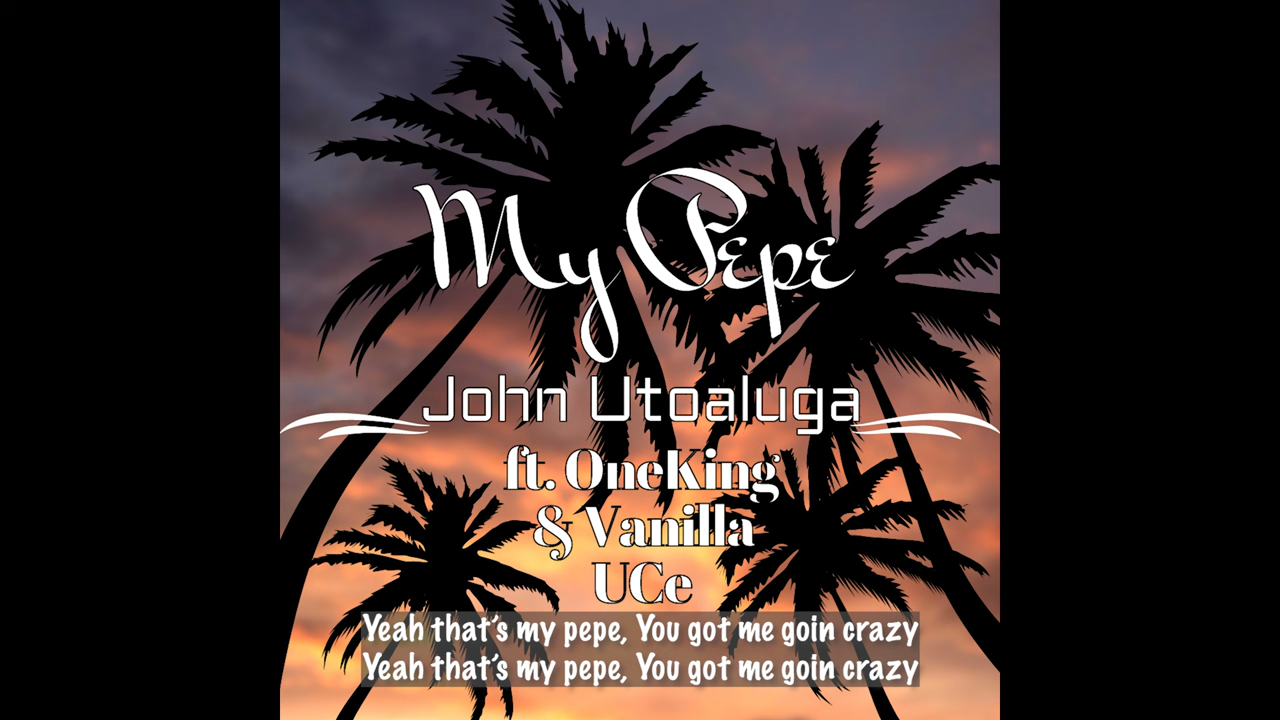 My Pepe
John Utoaluga
ft. OneKing
& Vanilla
UCe
Yeah that's my pepe, You got me goin crazy
Yeah that's my pepe, You got me goin crazy